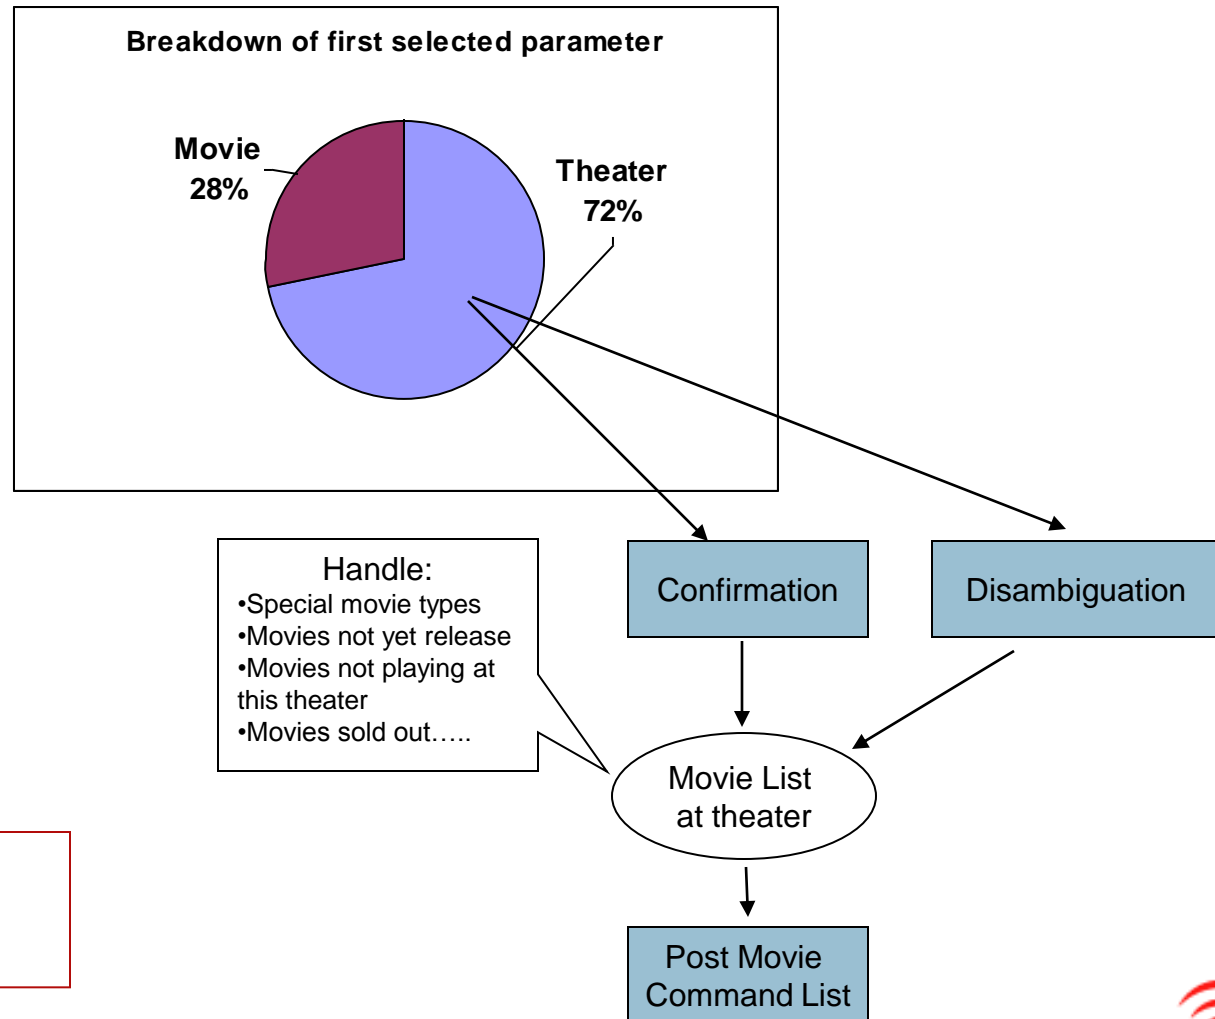 Breakdown of first selected parameter
Movie
28%
Theater
72%
Handle:
•Special movie types
•Movies not yet release
•Movies not playing at
this theater
•Movies sold out…..
Confirmation
Disambiguation
Movie List
at theater
Post Movie
Command List